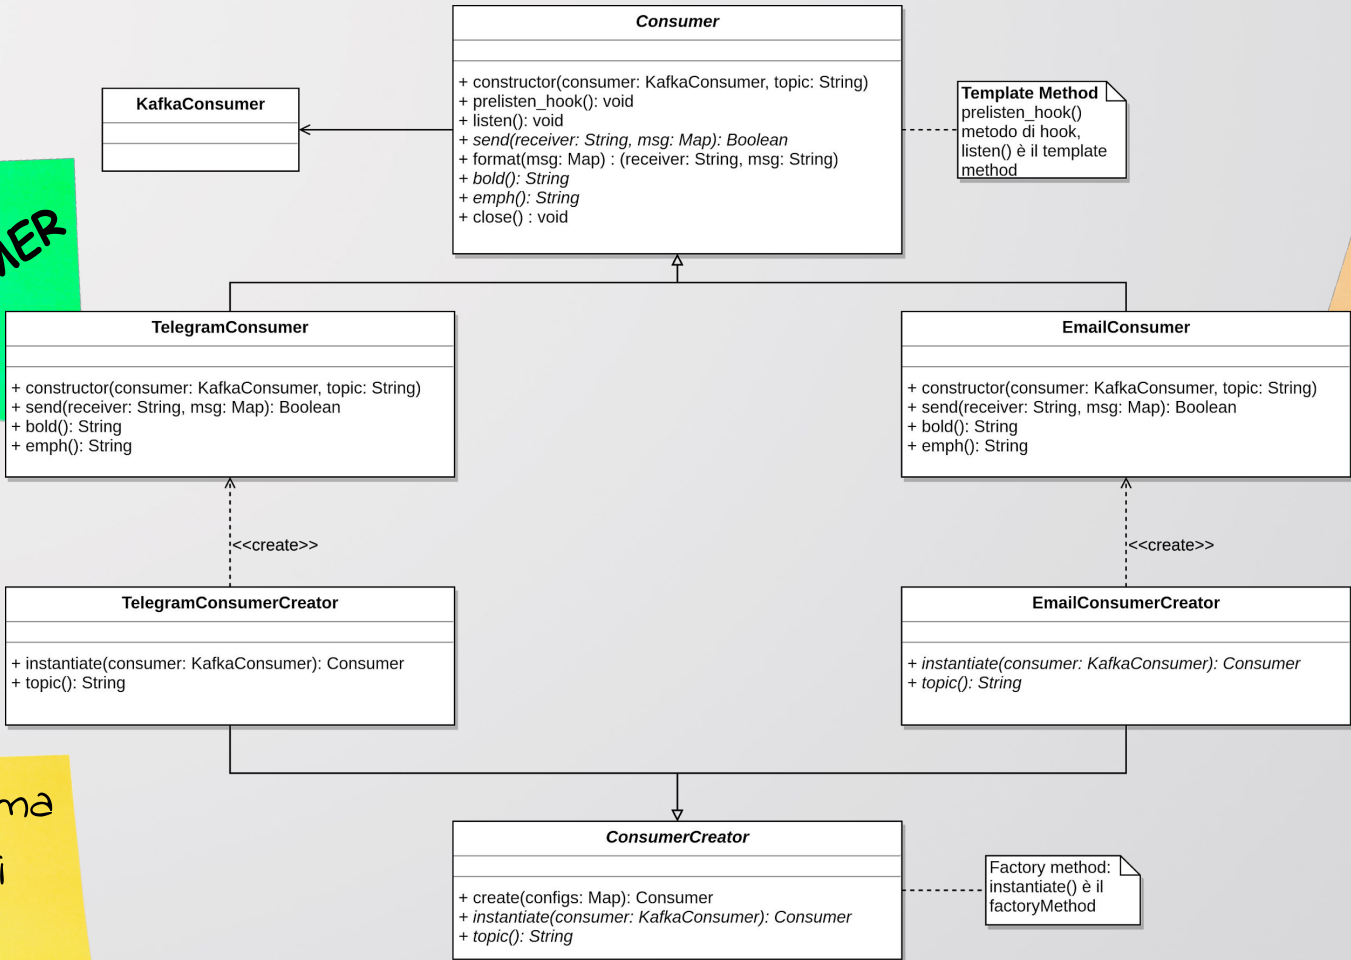 Consumer
+ constructor(consumer: KafkaConsumer, topic: String)
+ prelisten_hook(): void
+ listen(): void
+ send(receiver: String, msg: Map): Boolean
+ format(msg: Map) : (receiver: String, msg: String)
+ bold(): String
+ emph(): String
+ close() : void
KafkaConsumer
Template Method
prelisten_hook()
metodo di hook,
listen() è il template
method
TelegramConsumer
+ constructor(consumer: KafkaConsumer, topic: String)
+ send(receiver: String, msg: Map): Boolean
+ bold(): String
+ emph(): String
EmailConsumer
+ constructor(consumer: KafkaConsumer, topic: String)
+ send(receiver: String, msg: Map): Boolean
+ bold(): String
+ emph(): String
<<create>>
<<create>>
TelegramConsumerCreator
+ instantiate(consumer: KafkaConsumer): Consumer
+ topic(): String
EmailConsumerCreator
+ instantiate(consumer: KafkaConsumer): Consumer
+ topic(): String
ConsumerCreator
+ create(configs: Map): Consumer
+ instantiate(consumer: KafkaConsumer): Consumer
+ topic(): String
Factory method:
instantiate() è il
factoryMethod